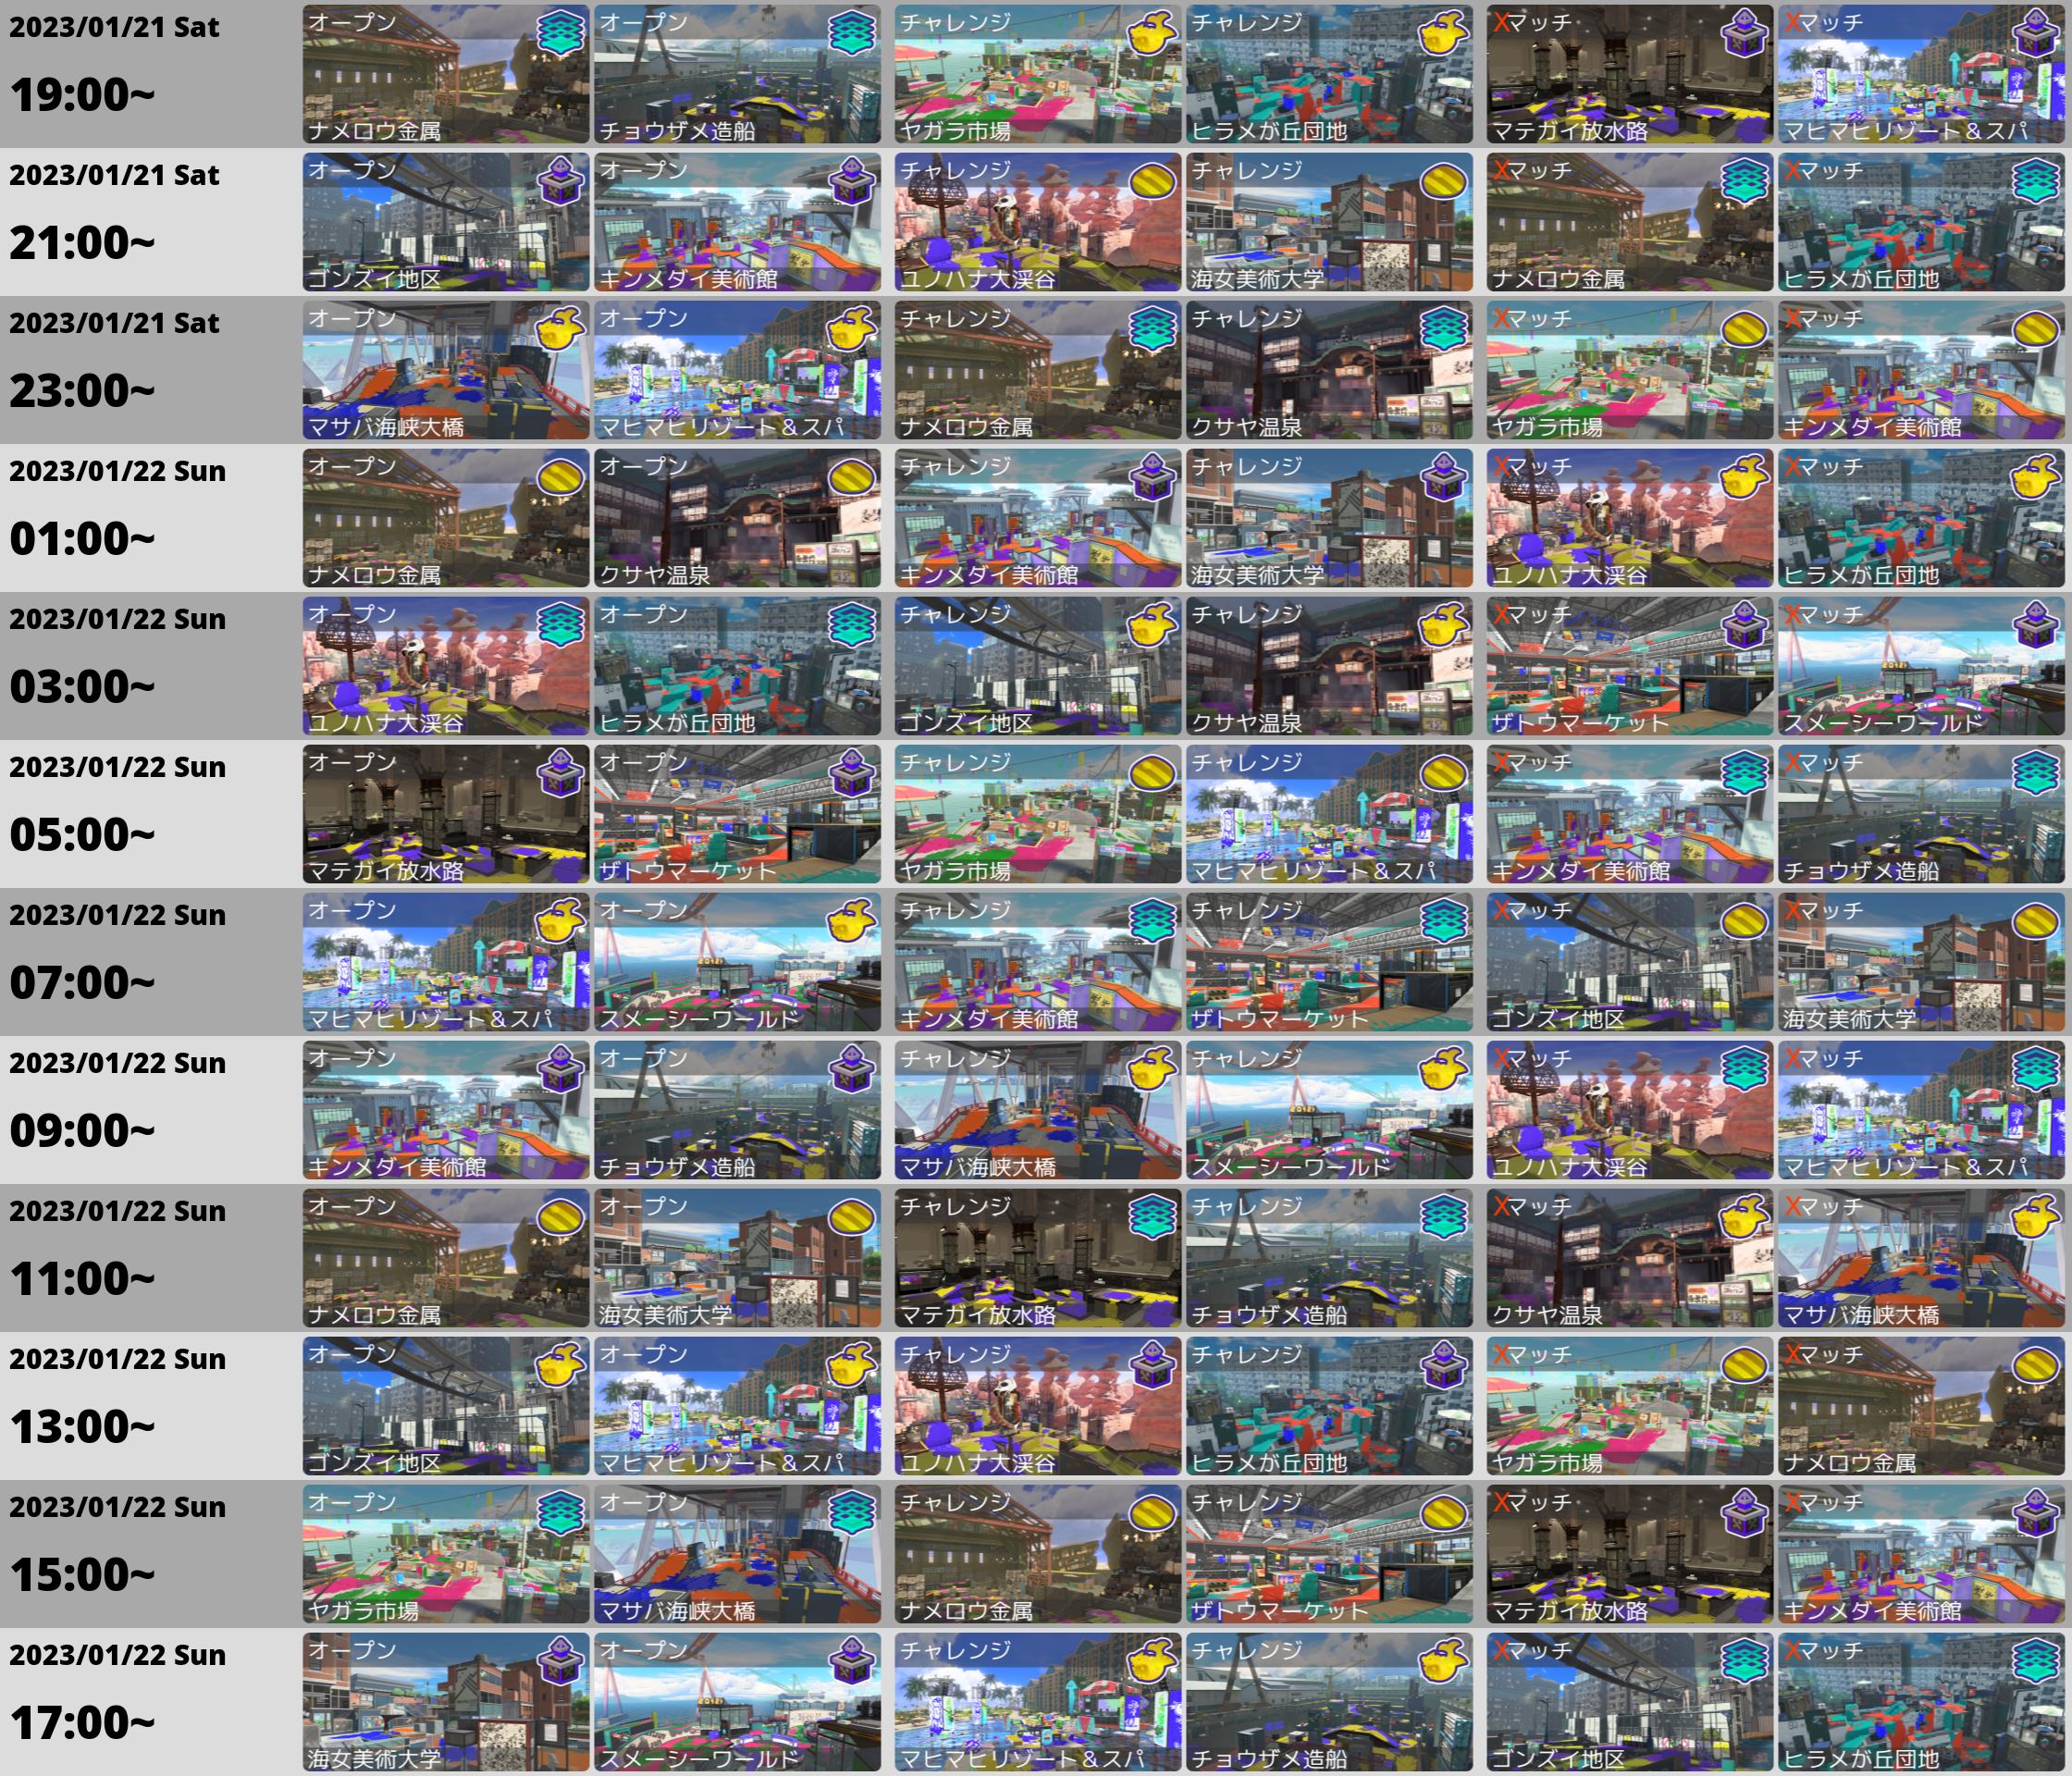 2023/01/21 Sat
19:00~
オープン
ナメロウ金属
オープン
チョウザメ造船
チャレンジ
ヤガラ市場
チャレンジ
ヒラメが丘団地
Xマッチ
マテガイ放水路
Xマッチ
マヒマヒリゾート＆スパ
2023/01/21 Sat
21:00~
オープン
ゴンズイ地区
オープン
キンメダイ美術館
チャレンジ
ユノハナ大渓谷
チャレンジ
海女美術大学
Xマッチ
ナメロウ金属
Xマッチ
ヒラメが丘団地
2023/01/21 Sat
23:00~
オープン
マサバ海峡大橋
オープン
マヒマヒリゾート＆スパ
チャレンジ
ナメロウ金属
チャレンジ
クサヤ温泉
Xマッチ
ヤガラ市場
Xマッチ
キンメダイ美術館
2023/01/22 Sun
01:00~
オープン
ナメロウ金属
オープン
クサヤ温泉
チャレンジ
キンメダイ美術館
チャレンジ
海女美術大学
Xマッチ
ユノハナ大渓谷
Xマッチ
ヒラメが丘団地
2023/01/22 Sun
03:00~
オープン
ユノハナ大渓谷
オープン
ヒラメが丘団地
チャレンジ
ゴンズイ地区
チャレンジ
クサヤ温泉
Xマッチ
ザトウマーケット
Xマッチ
スメーシーワールド
2023/01/22 Sun
05:00~
オープン
マテガイ放水路
オープン
ザトウマーケット
チャレンジ
ヤガラ市場
チャレンジ
マヒマヒリゾート＆スパ
Xマッチ
キンメダイ美術館
Xマッチ
チョウザメ造船
2023/01/22 Sun
07:00~
オープン
マヒマヒリゾート＆スパ
オープン
スメーシーワールド
チャレンジ
キンメダイ美術館
チャレンジ
ザトウマーケット
Xマッチ
ゴンズイ地区
Xマッチ
海女美術大学
2023/01/22 Sun
09:00~
オープン
キンメダイ美術館
オープン
チョウザメ造船
チャレンジ
マサバ海峡大橋
チャレンジ
スメーシーワールド
Xマッチ
ユノハナ大渓谷
Xマッチ
マヒマヒリゾート＆スパ
2023/01/22 Sun
11:00~
オープン
ナメロウ金属
オープン
海女美術大学
チャレンジ
マテガイ放水路
チャレンジ
チョウザメ造船
Xマッチ
クサヤ温泉
Xマッチ
マサバ海峡大橋
2023/01/22 Sun
13:00~
オープン
ゴンズイ地区
オープン
マヒマヒリゾート＆スパ
チャレンジ
ユノハナ大渓谷
チャレンジ
ヒラメが丘団地
Xマッチ
ヤガラ市場
Xマッチ
ナメロウ金属
2023/01/22 Sun
15:00~
オープン
ヤガラ市場
オープン
マサバ海峡大橋
チャレンジ
ナメロウ金属
チャレンジ
ザトウマーケット
Xマッチ
マテガイ放水路
Xマッチ
キンメダイ美術館
2023/01/22 Sun
17:00~
オープン
海女美術大学
オープン
スメーシーワールド
チャレンジ
マヒマヒリゾート＆スパ
チャレンジ
チョウザメ造船
Xマッチ
ゴンズイ地区
Xマッチ
ヒラメが丘団地